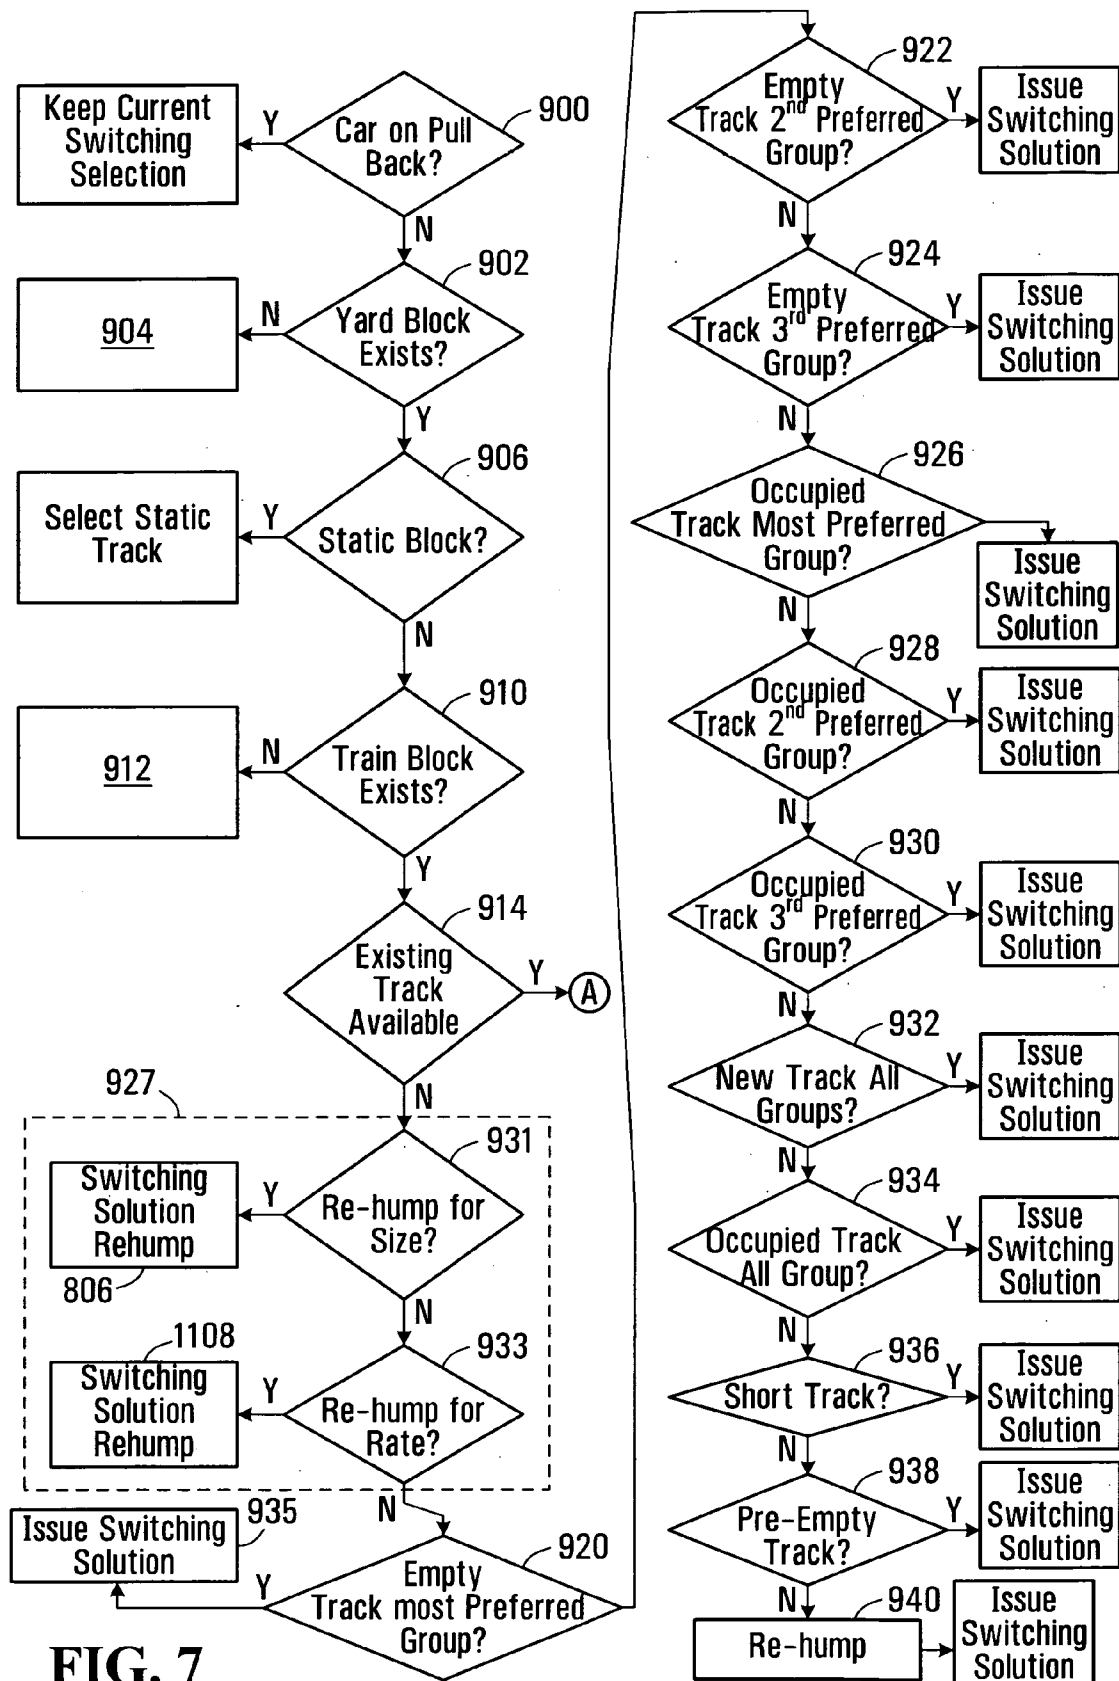 Keep Current
Switching
Selection
Y
Car on Pull
Back?
900
N
904
N
Yard Block
Exists?
902
Y
Select Static
Track
Y
Static Block?
906
N
912
N
Train Block
Exists?
910
Y
Existing
Track
Available
914
Y
A
N
927
Switching
Solution
Rehump
806
Y
Re-hump for
Size?
931
N
1108
Switching
Solution
Rehump
Y
Re-hump for
Rate?
933
N
Issue Switching
Solution
935
Y
Empty
Track most Preferred
Group?
920
Empty
Track 2nd Preferred
Group?
922
Y
Issue
Switching
Solution
N
Empty
Track 3rd Preferred
Group?
924
Y
Issue
Switching
Solution
N
Occupied
Track Most Preferred
Group?
926
Issue
Switching
Solution
N
Occupied
Track 2nd Preferred
Group?
928
Y
Issue
Switching
Solution
N
Occupied
Track 3rd Preferred
Group?
930
Y
Issue
Switching
Solution
N
New Track All
Groups?
932
Y
Issue
Switching
Solution
N
Occupied Track
All Group?
934
Y
Issue
Switching
Solution
N
Short Track?
936
Y
Issue
Switching
Solution
N
Pre-Empty
Track?
938
Y
Issue
Switching
Solution
N
Re-hump
940
Issue
Switching
Solution
FIG. 7